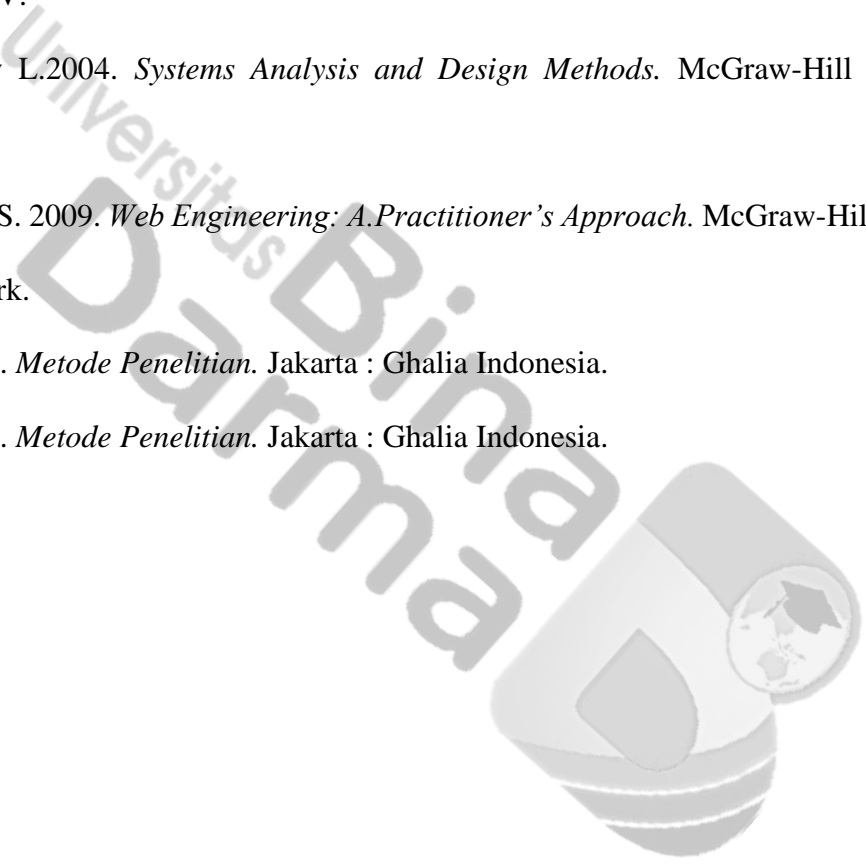 L.2004. Systems Analysis and Design Methods. McGraw-Hill
S. 2009. Web Engineering: A.Practitioner’s Approach. McGraw-Hil
rk.
. Metode Penelitian. Jakarta : Ghalia Indonesia.
. Metode Penelitian. Jakarta : Ghalia Indonesia.
Universitas
Bina
Darma